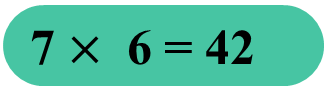 7 × 6 = 42